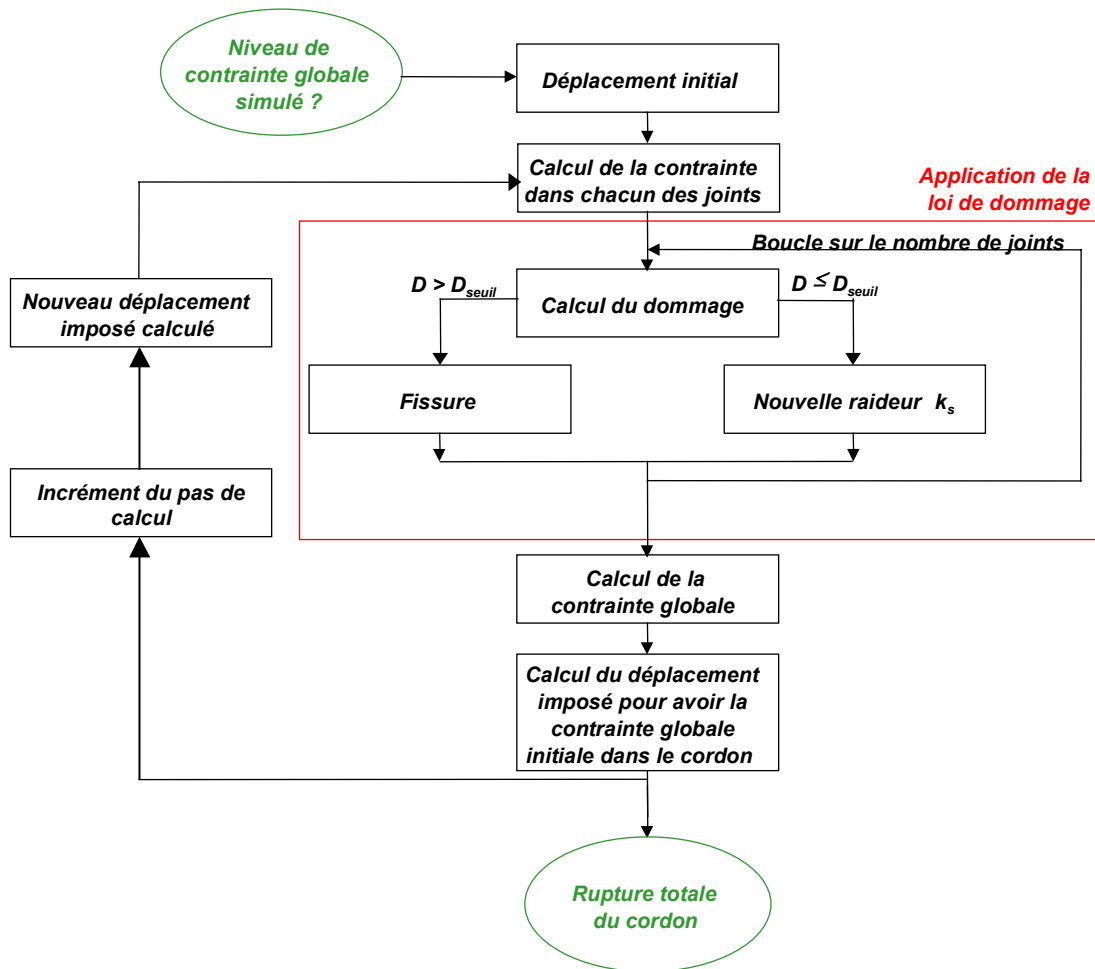 Niveau de
contrainte globale
simulé ?
Déplacement initial
Calcul de la contrainte
dans chacun des joints
Application de la
loi de dommage
Boucle sur le nombre de joints
D > Dseuil
Calcul du dommage
D ≤ Dseuil
Nouveau déplacement
imposé calculé
Fissure
Nouvelle raideur ks
Incrément du pas de
calcul
Calcul de la
contrainte globale
Calcul du déplacement
imposé pour avoir la
contrainte globale
initiale dans le cordon
Rupture totale
du cordon